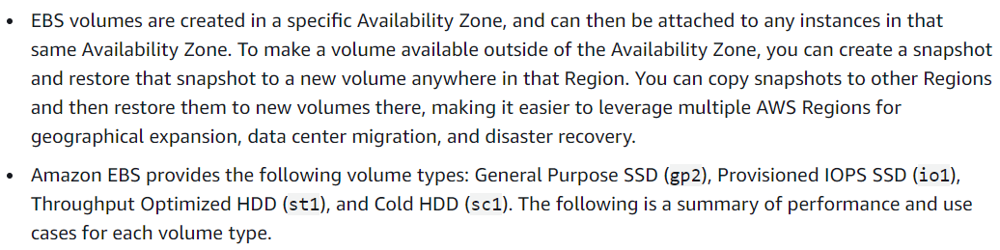 • EBS volumes are created in a specific Availability Zone, and can then be attached to any instances in that
same Availability Zone. To make a volume available outside of the Availability Zone, you can create a snapshot
and restore that snapshot to a new volume anywhere in that Region. You can copy snapshots to other Regions
and then restore them to new volumes there, making it easier to leverage multiple AWS Regions for
geographical expansion, data center migration, and disaster recovery.
• Amazon EBS provides the following volume types: General Purpose SSD (gp2), Provisioned IOPS SSD (io1),
Throughput Optimized HDD (st1), and Cold HDD (sc1). The following is a summary of performance and use
cases for each volume type.